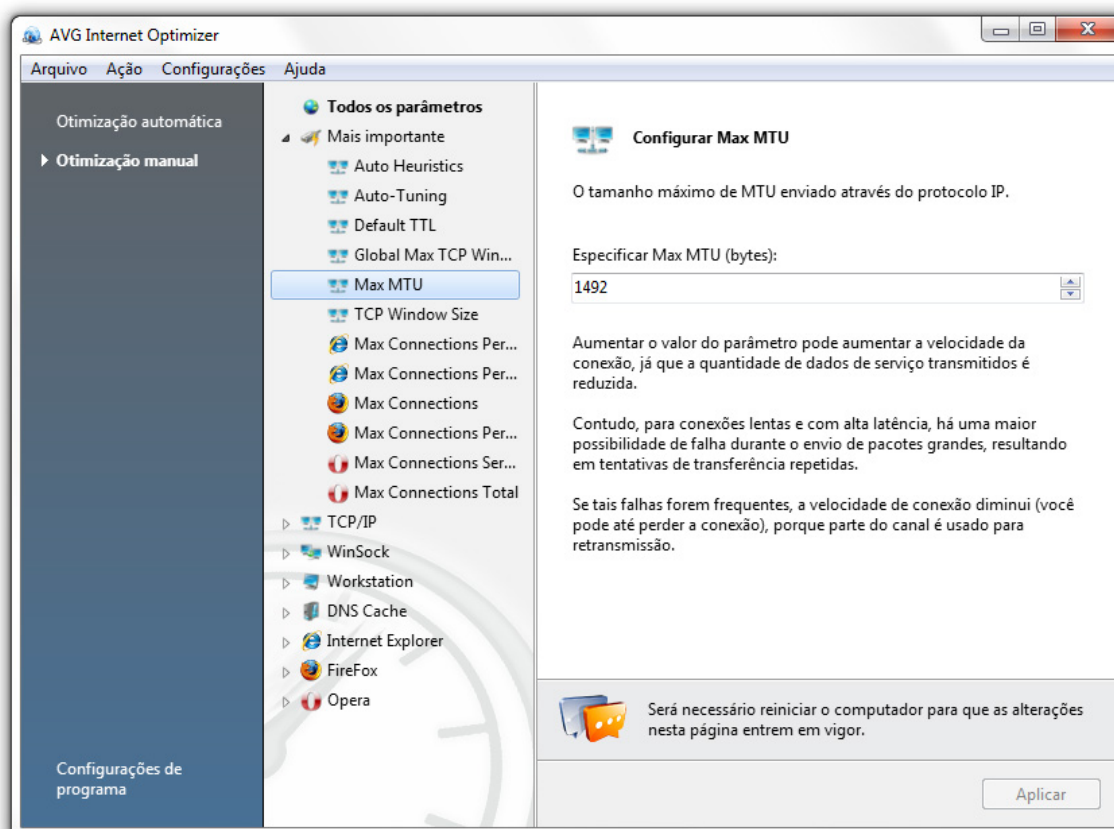 AVG Internet Optimizer
Arquivo Ação Configurações Ajuda
Otimização automática
Otimização manual
Configurações de
programa
Todos os parâmetros
Mais importante
Auto Heuristics
Auto-Tuning
Default TTL
Global Max TCP Win...
Max MTU
TCP Window Size
Max Connections Per...
Max Connections Per...
Max Connections
Max Connections Per...
Max Connections Ser...
Max Connections Total
TCP/IP
WinSock
Workstation
DNS Cache
Internet Explorer
FireFox
Opera
Configurar Max MTU
O tamanho máximo de MTU enviado através do protocolo IP.
Especificar Max MTU (bytes):
1492
Aumentar o valor do parâmetro pode aumentar a velocidade da
conexão, já que a quantidade de dados de serviço transmitidos é
reduzida.
Contudo, para conexões lentas e com alta latência, há uma maior
possibilidade de falha durante o envio de pacotes grandes, resultando
em tentativas de transferência repetidas.
Se tais falhas forem frequentes, a velocidade de conexão diminui (você
pode até perder a conexão), porque parte do canal é usado para
retransmissão.
Será necessário reiniciar o computador para que as alterações
nesta página entrem em vigor.
Aplicar